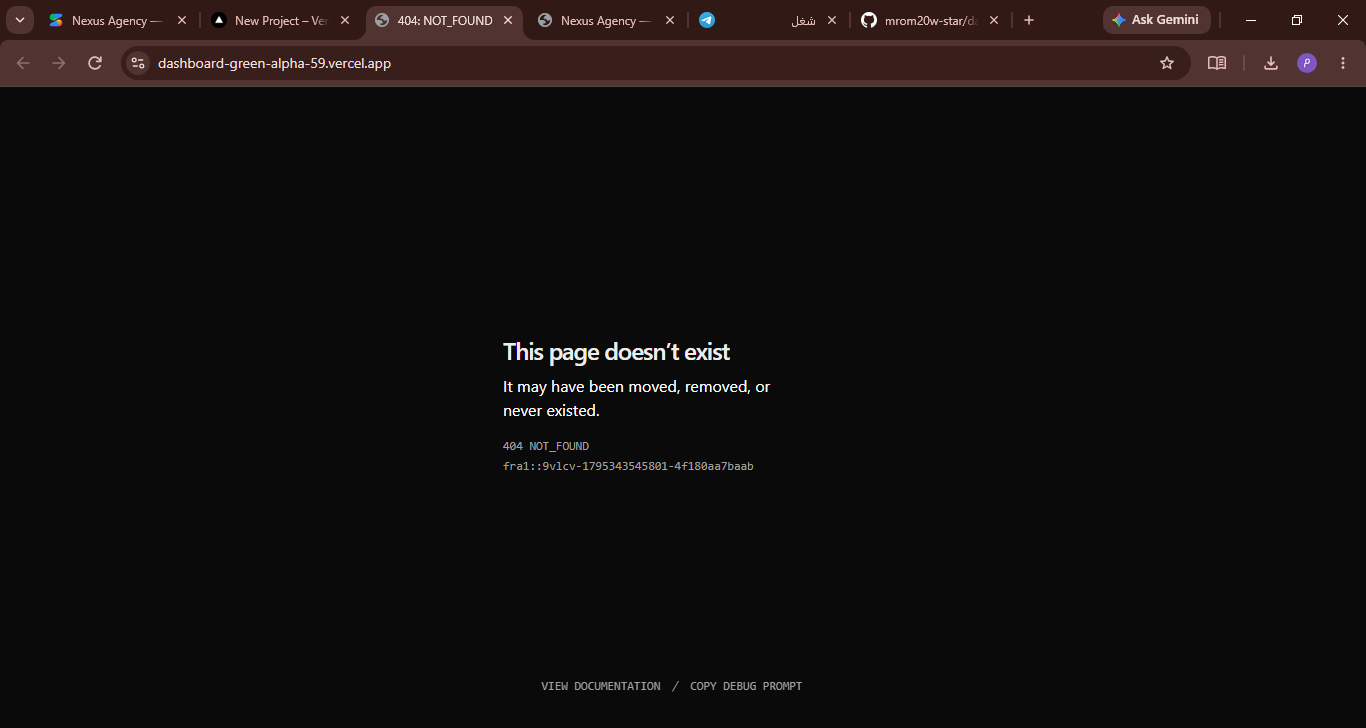 Nexus Agency —
New Project – Ver
404: NOT_FOUND
Nexus Agency —
شغل
mrom20w-star/da
Ask Gemini
dashboard-green-alpha-59.vercel.app
This page doesn't exist
It may have been moved, removed, or
never existed.
404 NOT_FOUND
fra1::9vlcv-1795343545801-4f180aa7baab
VIEW DOCUMENTATION / COPY DEBUG PROMPT